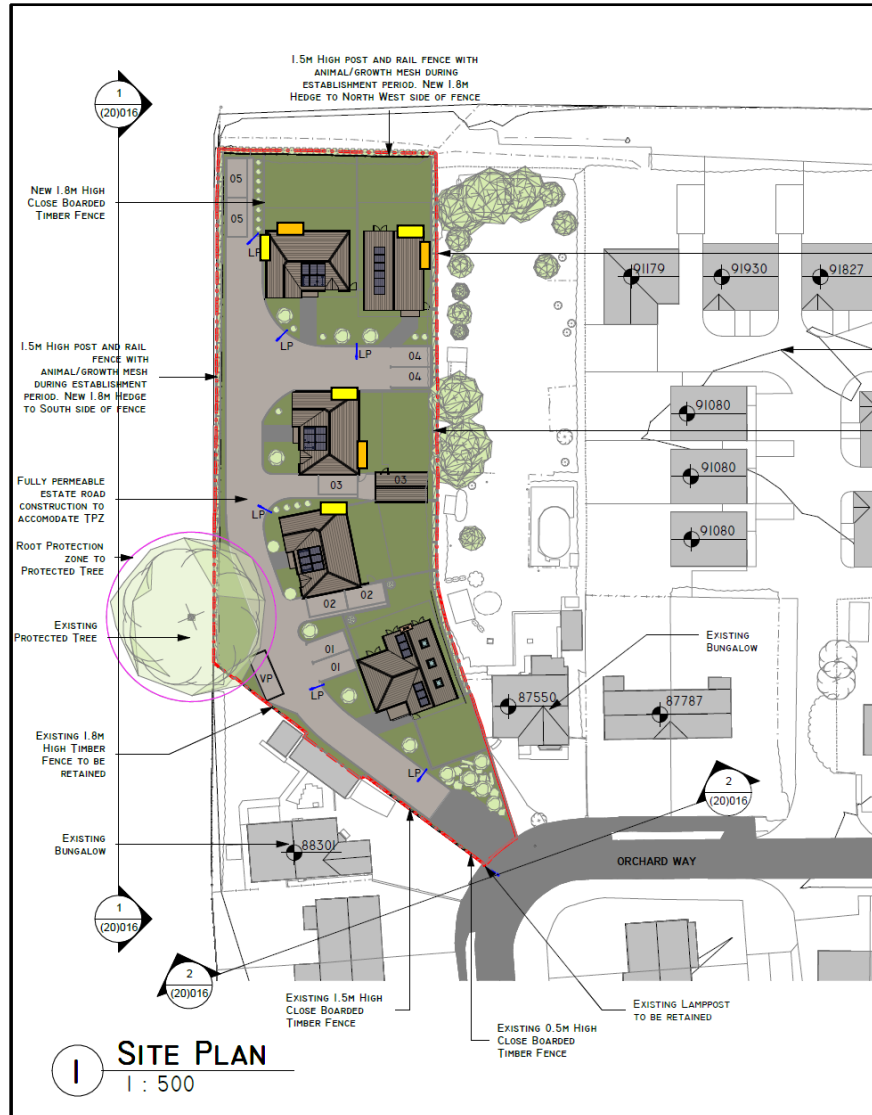 1.5M HIGH POST AND RAIL FENCE WITH
ANIMAL/GROWTH MESH DURING
ESTABLISHMENT PERIOD. NEW 1.8M
HEDGE TO NORTH WEST SIDE OF FENCE
1
(20)016
NEW 1.8M HIGH
CLOSE BOARDED
TIMBER FENCE
05
05
LP
91179
91930
91827
1.5M HIGH POST AND RAIL
FENCE WITH
ANIMAL/GROWTH MESH
DURING ESTABLISHMENT
PERIOD. NEW 1.8M HEDGE
TO SOUTH SIDE OF FENCE
LP
LP
04
04
91080
91080
91080
FULLY PERMEABLE
ESTATE ROAD
CONSTRUCTION TO
ACCOMODATE TPZ
03
03
LP
ROOT PROTECTION
ZONE TO
PROTECTED TREE
02
02
EXISTING
PROTECTED TREE
01
01
VP
LP
EXISTING
BUNGALOW
87550
87787
EXISTING 1.8M
HIGH TIMBER
FENCE TO BE
RETAINED
LP
2
(20)016
EXISTING
BUNGALOW
88301
ORCHARD WAY
1
(20)016
2
(20)016
EXISTING 1.5M HIGH
CLOSE BOARDED
TIMBER FENCE
EXISTING LAMPPOST
TO BE RETAINED
EXISTING 0.5M HIGH
CLOSE BOARDED
TIMBER FENCE
1
SITE PLAN
1 : 500